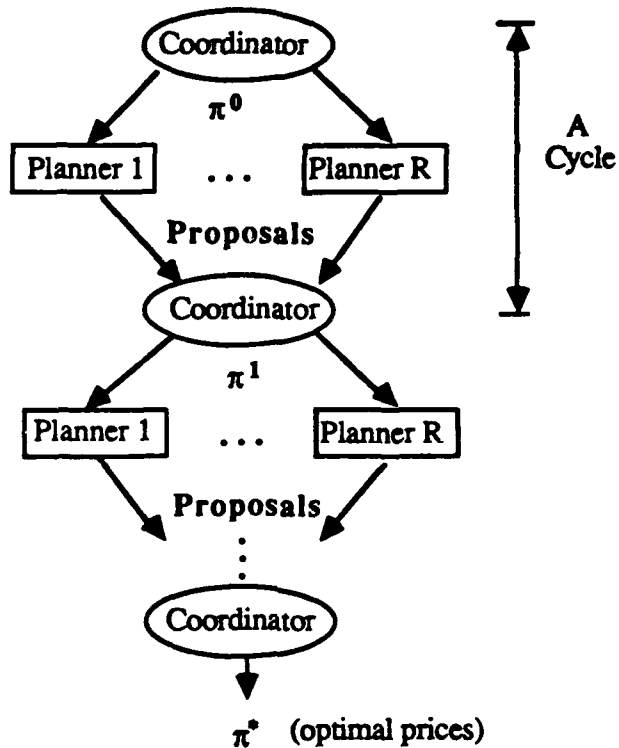 Coordinator
π⁰
A
Cycle
Planner 1 ... Planner R
Proposals
Coordinator
π¹
Planner 1 ... Planner R
Proposals
Coordinator
π* (optimal prices)